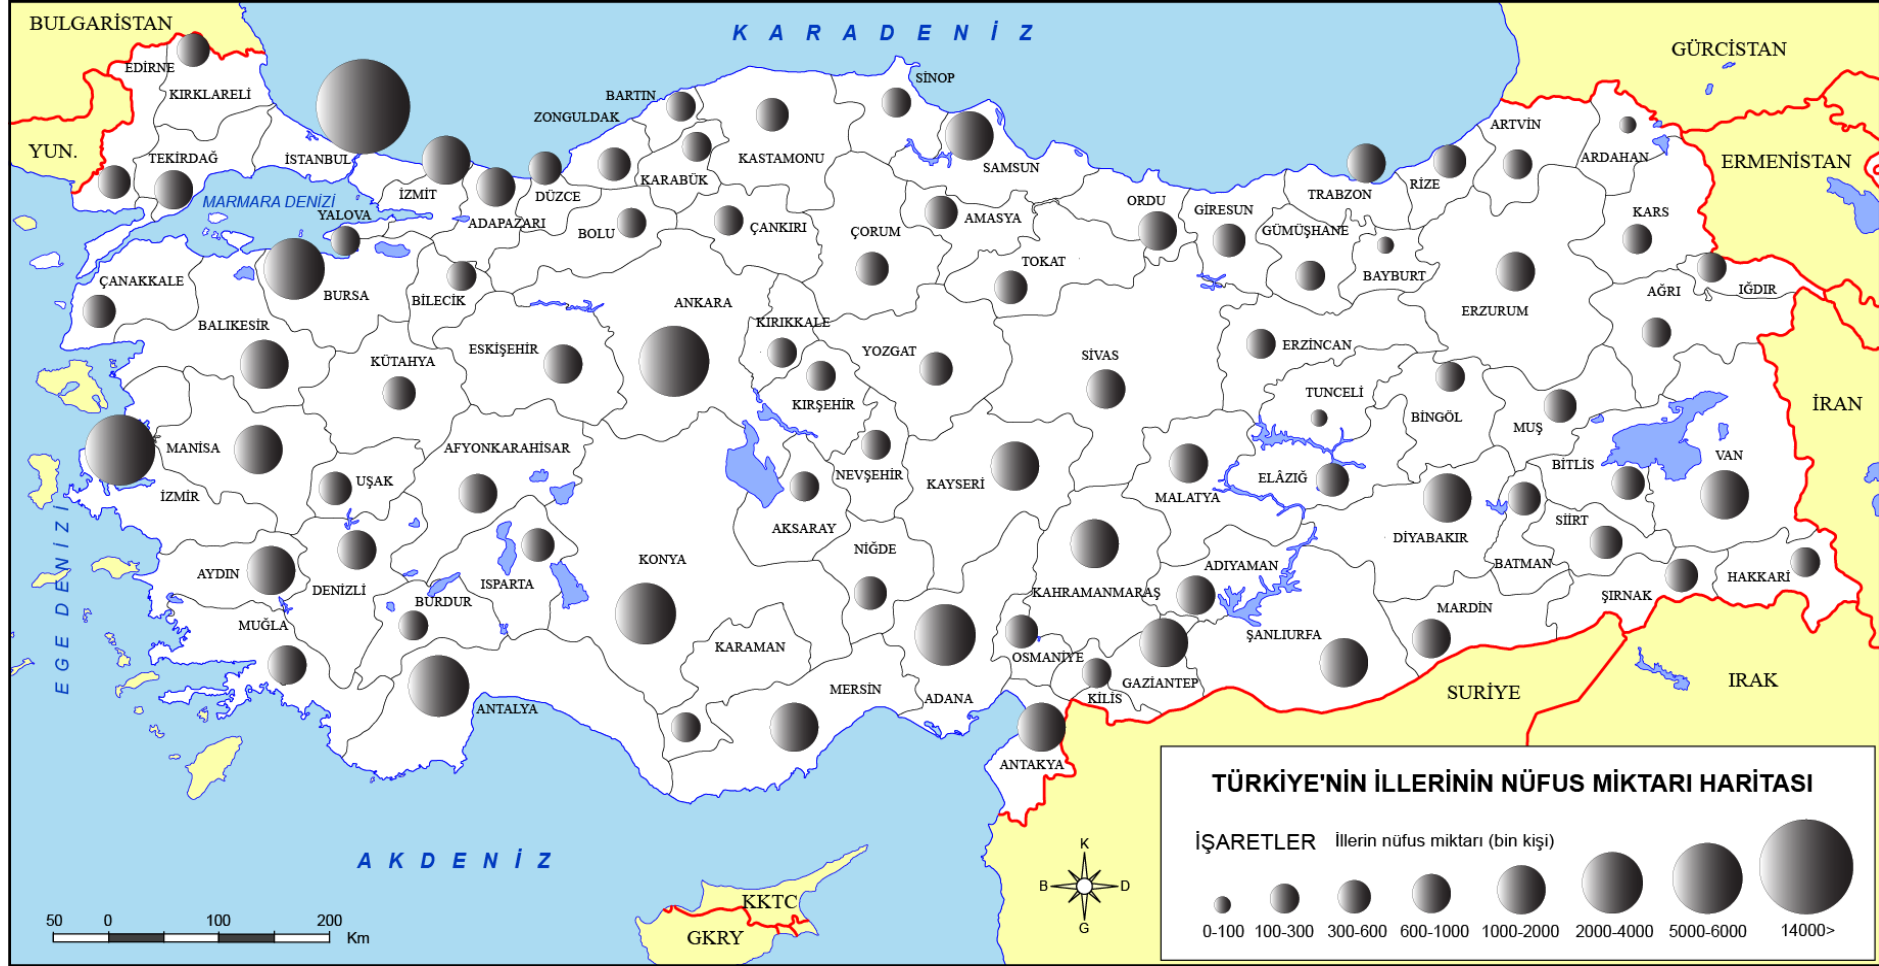 BULGARİSTAN
KARADENİZ
GÜRCİSTAN
EDİRNE
KIRKLARELİ
SİNOP
BARTIN
ZONGULDAK
YUN.
TEKİRDAĞ
İSTANBUL
KASTAMONU
SAMSUN
ARTVİN
ARDAHAN
ERMENİSTAN
MARMARA DENİZİ
YALOVA
İZMİT
ADAPAZARI
DÜZCE
KARABÜK
BOLU
ÇANKIRI
ÇORUM
AMASYA
TOKAT
ORDU
GİRESUN
TRABZON
RİZE
GÜMÜŞHANE
BAYBURT
KARS
ÇANAKKALE
BURSA
BİLECİK
ANKARA
ERZURUM
AĞRI
IĞDIR
BALIKESİR
KÜTAHYA
ESKİŞEHİR
KIRIKKALE
YOZGAT
SİVAS
ERZİNCAN
TUNCELİ
BİNGÖL
MUŞ
İRAN
MANİSA
İZMİR
UŞAK
AFYONKARAHİSAR
KIRŞEHİR
NEVŞEHİR
KAYSERİ
MALATYA
ELÂZIĞ
BİTLİS
VAN
EGE DENİZİ
AKSARAY
AYDIN
DENİZLİ
ISPARTA
BURDUR
KONYA
NİĞDE
KAHRAMANMARAŞ
ADIYAMAN
DİYABAKIR
BATMAN
SİİRT
ŞIRNAK
HAKKARİ
MUĞLA
ANTALYA
KARAMAN
MERSİN
ADANA
OSMANİYE
KİLİS
GAZİANTEP
ŞANLIURFA
MARDİN
SURİYE
IRAK
ANTAKYA
AKDENİZ
KKTC
GKRY
50 0 100 200
Km
K
B D
G
TÜRKİYE'NİN İLLERİNİN NÜFUS MİKTARI HARİTASI
İŞARETLER İllerin nüfus miktarı (bin kişi)
0-100 100-300 300-600 600-1000 1000-2000 2000-4000 5000-6000 14000>